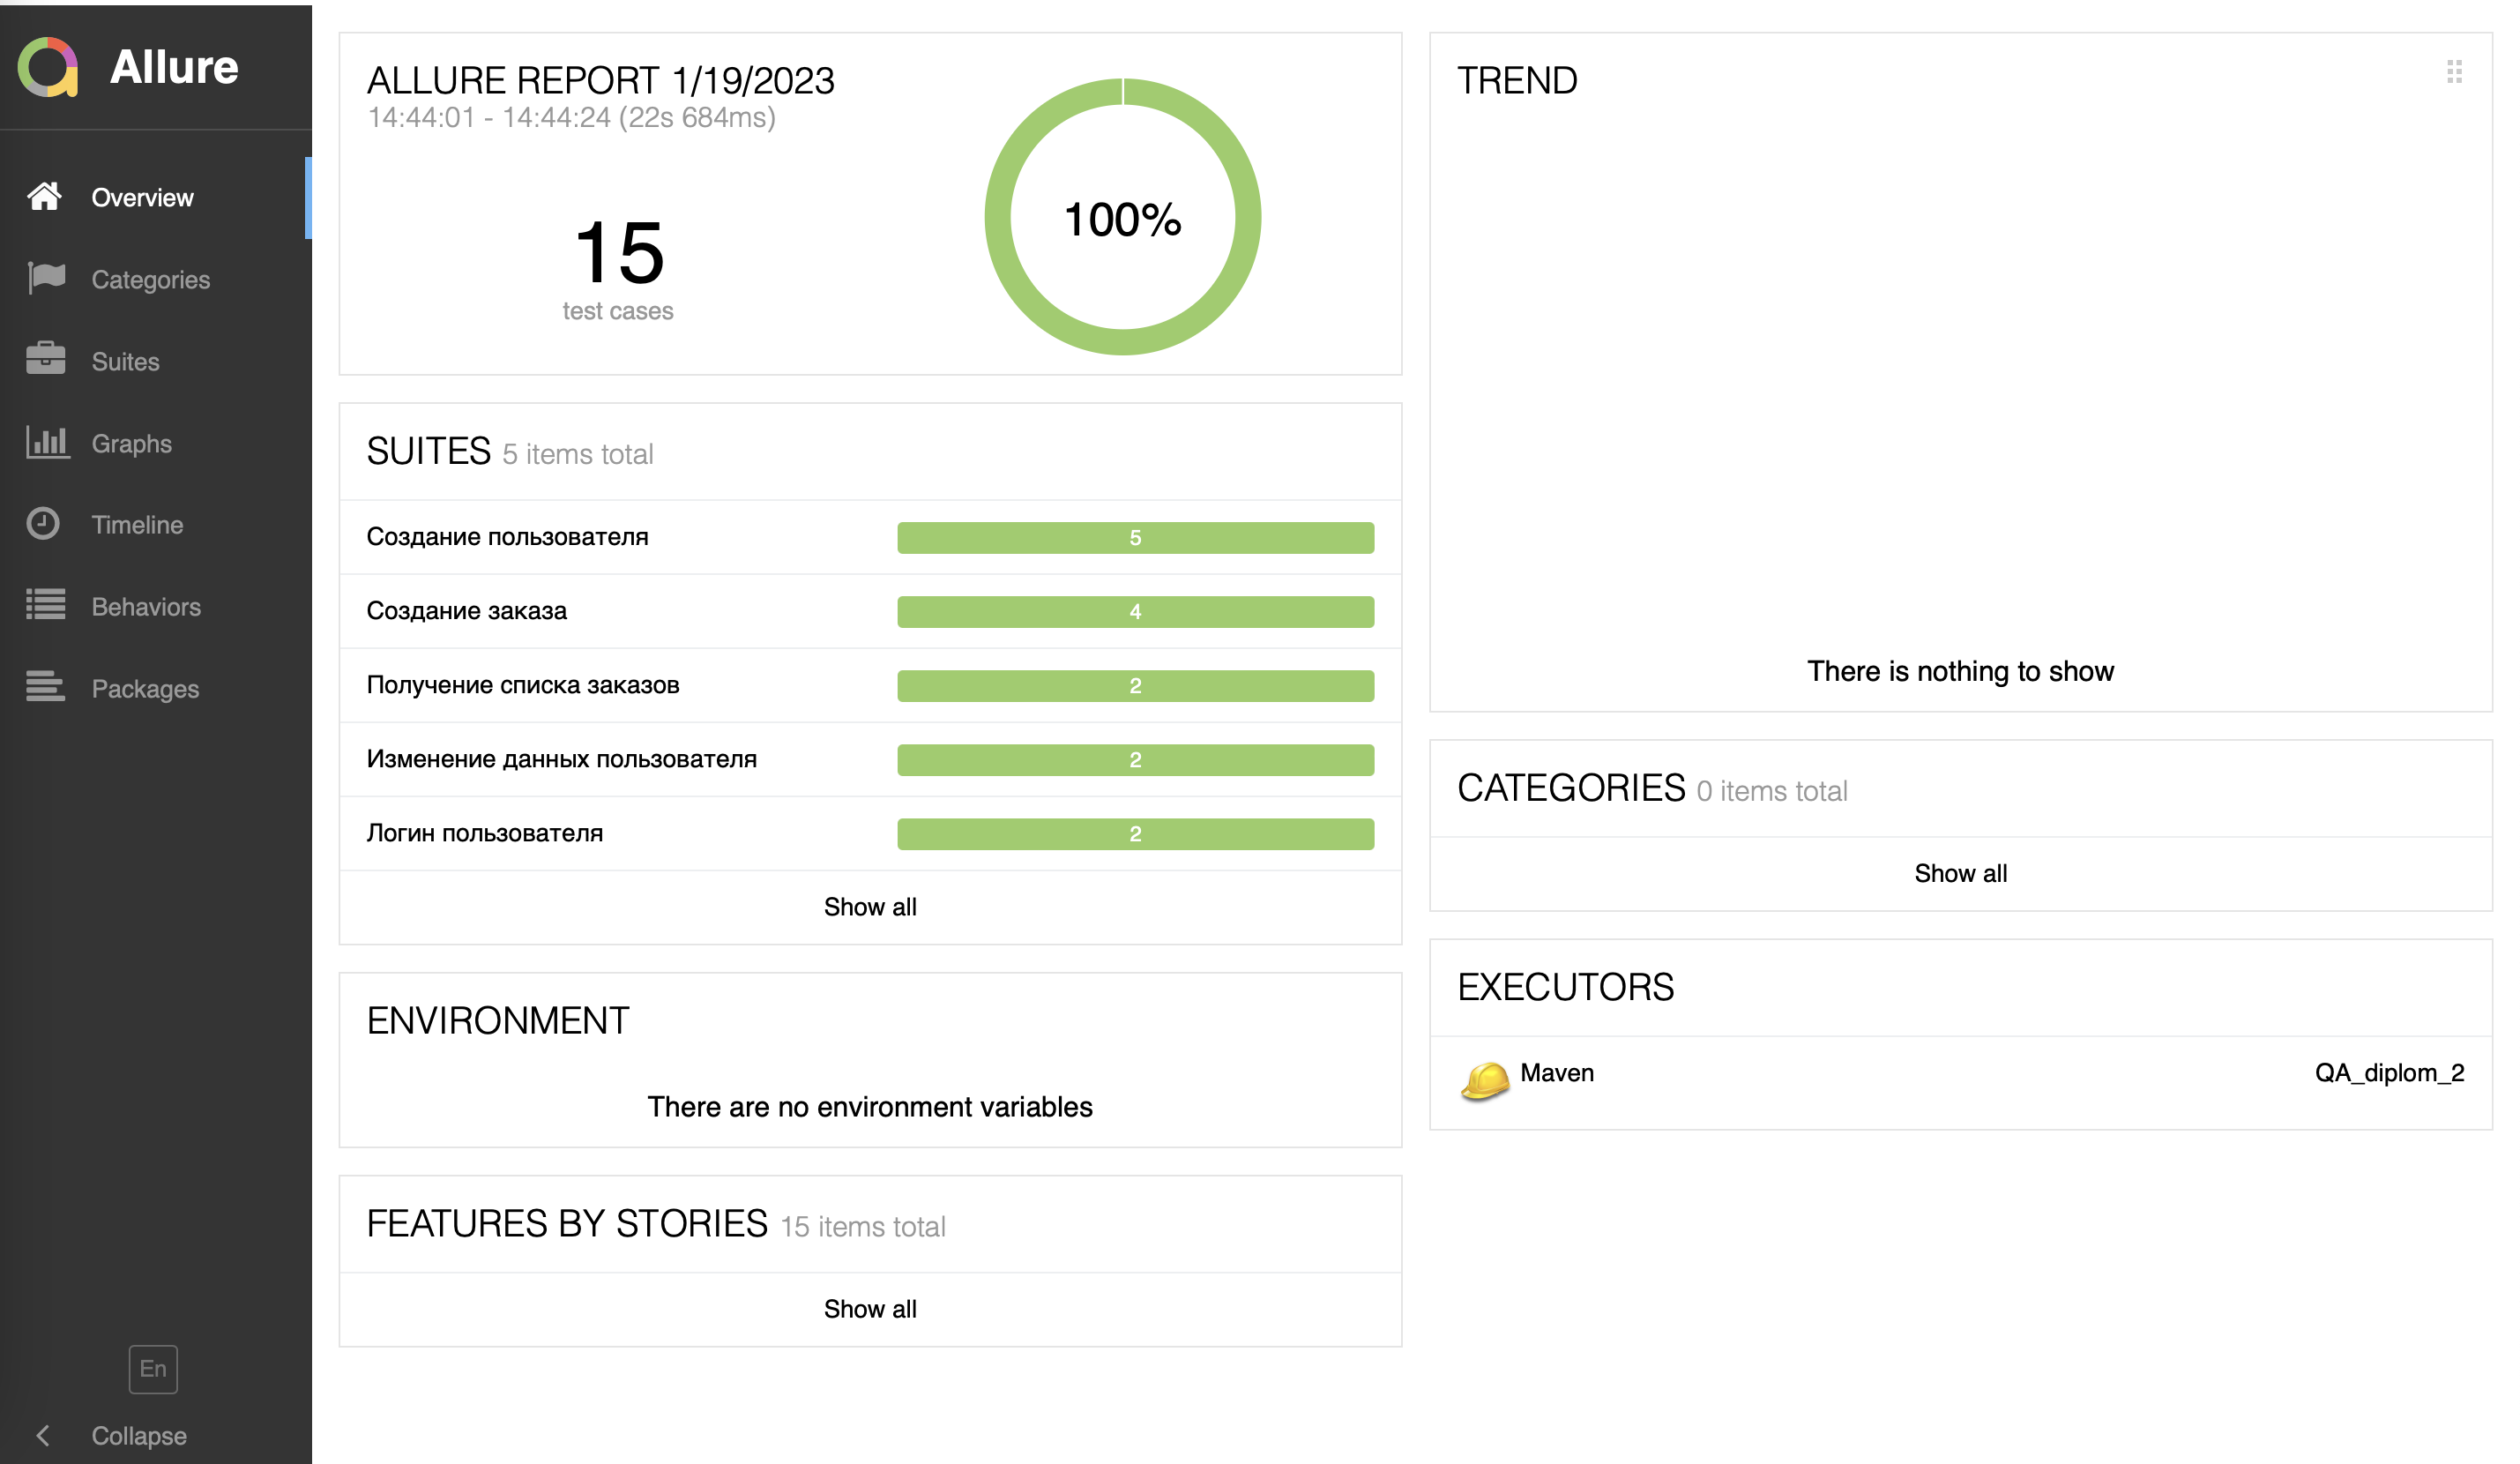 Allure
Overview
Categories
Suites
Graphs
Timeline
Behaviors
Packages
En
Collapse
ALLURE REPORT 1/19/2023
14:44:01 - 14:44:24 (22s 684ms)
15
test cases
100%
SUITES 5 items total
Создание пользователя 5
Создание заказа 4
Получение списка заказов 2
Изменение данных пользователя 2
Логин пользователя 2
Show all
ENVIRONMENT
There are no environment variables
FEATURES BY STORIES 15 items total
Show all
TREND
There is nothing to show
CATEGORIES 0 items total
Show all
EXECUTORS
Maven QA_diplom_2